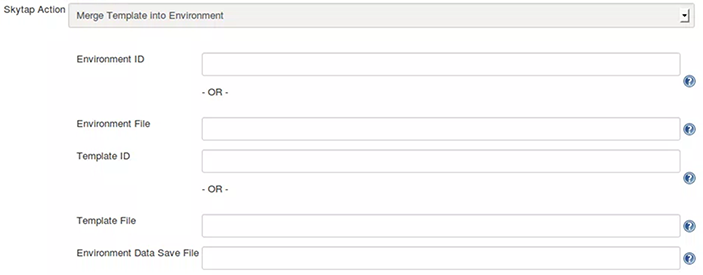 Skytap Action Merge Template into Environment
Environment ID
- OR -
Environment File
Template ID
- OR -
Template File
Environment Data Save File